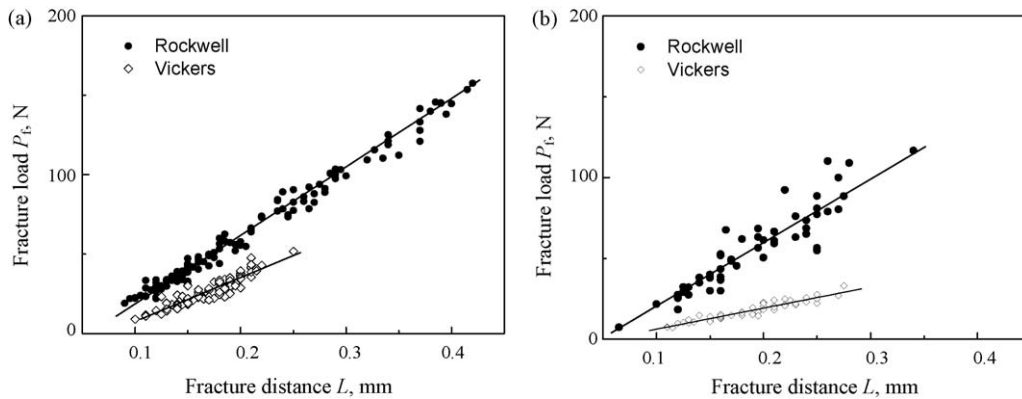 (a)
200
100
0
Fracture load Pf, N
Rockwell
Vickers
0.1 0.2 0.3 0.4
Fracture distance L, mm
(b)
200
100
0
Fracture load Pf, N
Rockwell
Vickers
0.1 0.2 0.3 0.4
Fracture distance L, mm